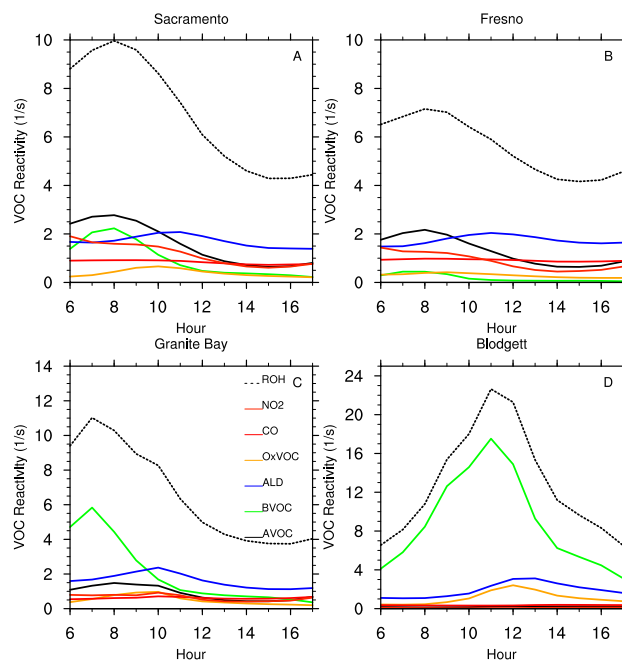 Sacramento
Fresno
10
8
6
4
2
0
VOC Reactivity (1/s)
A
6 8 10 12 14 16
Hour
10
8
6
4
2
0
VOC Reactivity (1/s)
B
6 8 10 12 14 16
Hour
Granite Bay
Blodgett
14
12
10
8
6
4
2
0
VOC Reactivity (1/s)
C
ROH
NO2
CO
OxVOC
ALD
BVOC
AVOC
6 8 10 12 14 16
Hour
24
20
16
12
8
4
0
VOC Reactivity (1/s)
D
6 8 10 12 14 16
Hour